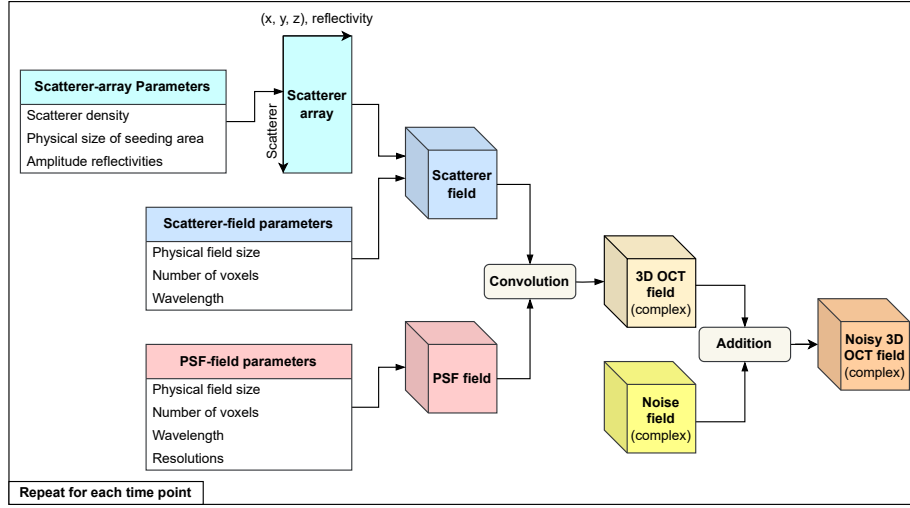 (x, y, z), reflectivity
Scatterer-array Parameters
Scatterer density
Physical size of seeding area
Amplitude reflectivities
Scatterer
Scatterer
array
Scatterer
field
Scatterer-field parameters
Physical field size
Number of voxels
Wavelength
Convolution
3D OCT
field
(complex)
Addition
Noisy 3D
OCT field
(complex)
PSF-field parameters
Physical field size
Number of voxels
Wavelength
Resolutions
PSF field
Noise
field
(complex)
Repeat for each time point